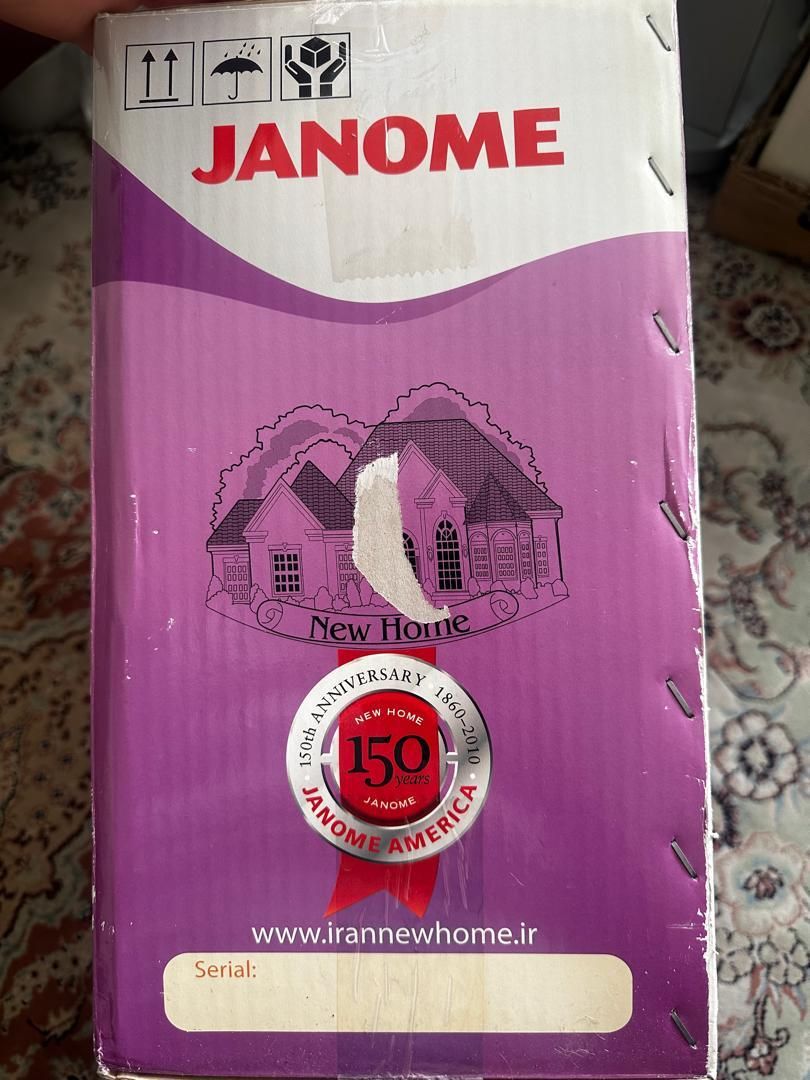 JANOME
New Home
150th ANNIVERSARY 1860-2010
NEW HOME
150
years
JANOME
JANOME AMERICA
www.irannewhome.ir
Serial: